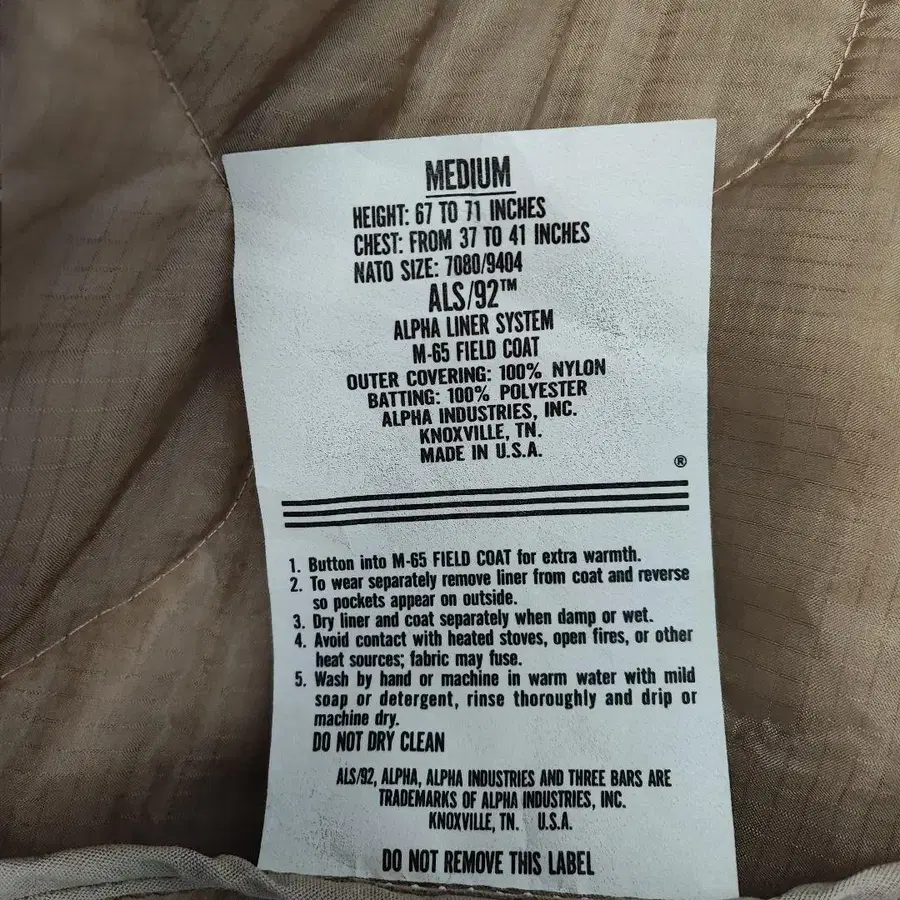 MEDIUM
HEIGHT: 67 TO 71 INCHES
CHEST: FROM 37 TO 41 INCHES
NATO SIZE: 7080/9404
ALS/92™
ALPHA LINER SYSTEM
M-65 FIELD COAT
OUTER COVERING: 100% NYLON
BATTING: 100% POLYESTER
ALPHA INDUSTRIES, INC.
KNOXVILLE, TN.
MADE IN U.S.A.
®
1. Button into M-65 FIELD COAT for extra warmth.
2. To wear separately remove liner from coat and reverse
so pockets appear on outside.
3. Dry liner and coat separately when damp or wet.
4. Avoid contact with heated stoves, open fires, or other
heat sources; fabric may fuse.
5. Wash by hand or machine in warm water with mild
soap or detergent, rinse thoroughly and drip or
machine dry.
DO NOT DRY CLEAN
ALS/92, ALPHA, ALPHA INDUSTRIES AND THREE BARS ARE
TRADEMARKS OF ALPHA INDUSTRIES, INC.
KNOXVILLE, TN. U.S.A.
DO NOT REMOVE THIS LABEL